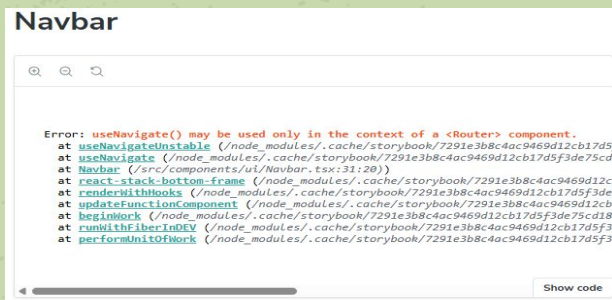 Navbar
Error: useNavigate() may be used only in the context of a <Router> component.
at useNavigateUnstable (/node_modules/.cache/storybook/7291e3b8c4ac9469d12cb17d5
at useNavigate (/node_modules/.cache/storybook/7291e3b8c4ac9469d12cb17d5f3de75cd
at Navbar (/src/components/ui/Navbar.tsx:31:20))
at react-stack-bottom-frame (/node_modules/.cache/storybook/7291e3b8c4ac9469d12c
at renderWithHooks (/node_modules/.cache/storybook/7291e3b8c4ac9469d12cb17d5f3de
at updateFunctionComponent (/node_modules/.cache/storybook/7291e3b8c4ac9469d12cb
at beginWork (/node_modules/.cache/storybook/7291e3b8c4ac9469d12cb17d5f3de75cd18
at runWithFiberInDEV (/node_modules/.cache/storybook/7291e3b8c4ac9469d12cb17d5f3
at performUnitOfWork (/node_modules/.cache/storybook/7291e3b8c4ac9469d12cb17d5f3
Show code